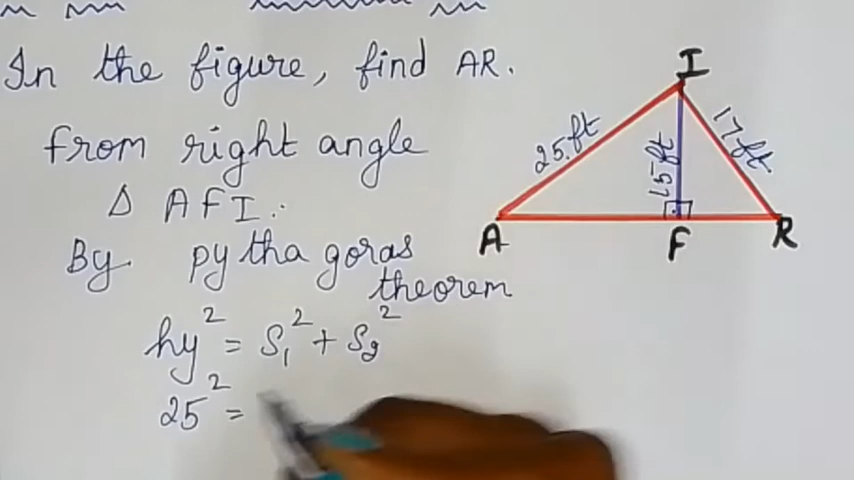 In the figure, find AR.
from right angle
Δ AFI.
By pythagoras
theorem
hy² = S₁² + S₂²
25² =
I
25.ft
15 ft
17 ft.
A
F
R